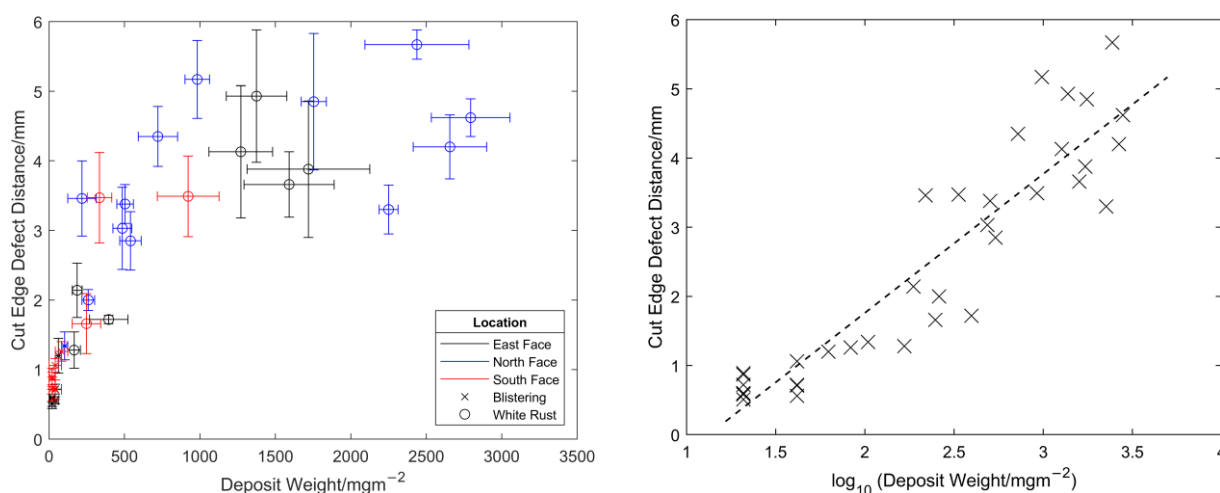 6
5
4
3
2
1
0
Cut Edge Defect Distance/mm
0 500 1000 1500 2000 2500 3000 3500
Deposit Weight/mgm⁻²
Location
East Face
North Face
South Face
Blistering
White Rust
6
5
4
3
2
1
0
Cut Edge Defect Distance/mm
1 1.5 2 2.5 3 3.5 4
log₁₀ (Deposit Weight/mgm⁻²)